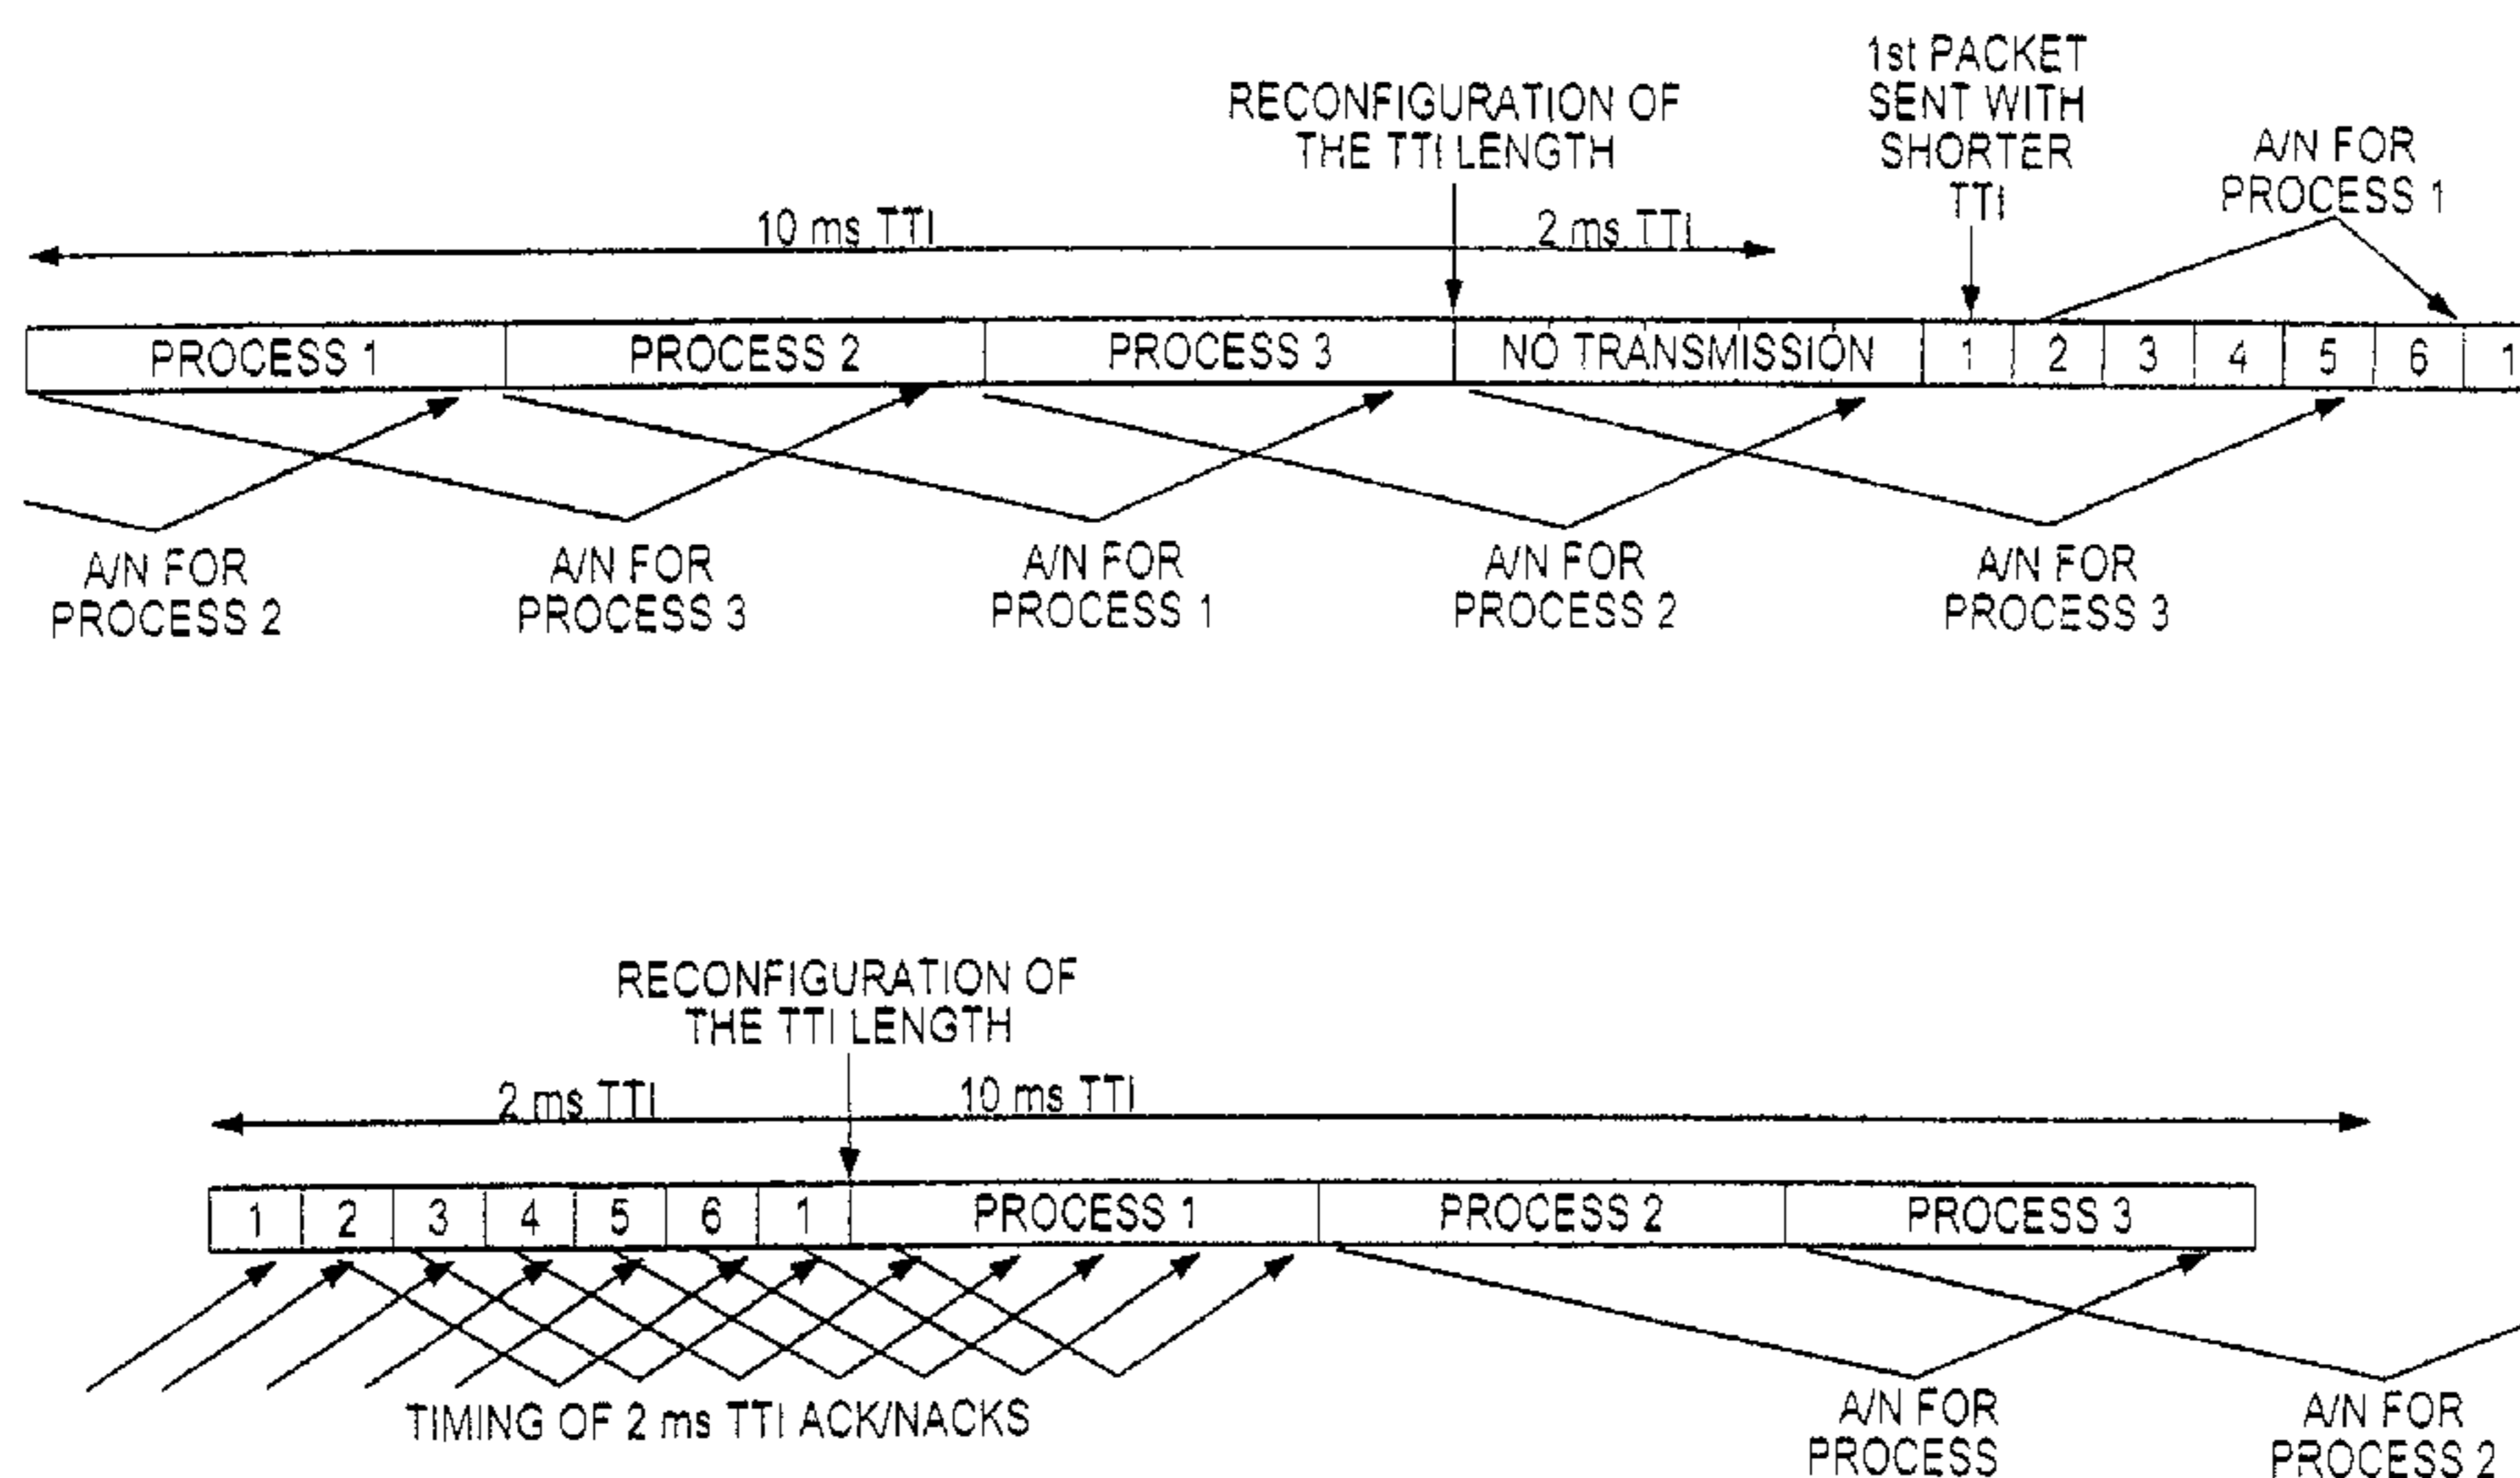 1st PACKET
SENT WITH
SHORTER
TTI
RECONFIGURATION OF
THE TTI LENGTH
A/N FOR
PROCESS 1
10 ms TTI
2 ms TTI
PROCESS 1
PROCESS 2
PROCESS 3
NO TRANSMISSION
1
2
3
4
5
6
1
A/N FOR
PROCESS 2
A/N FOR
PROCESS 3
A/N FOR
PROCESS 1
A/N FOR
PROCESS 2
A/N FOR
PROCESS 3
RECONFIGURATION OF
THE TTI LENGTH
2 ms TTI
10 ms TTI
1
2
3
4
5
6
1
PROCESS 1
PROCESS 2
PROCESS 3
TIMING OF 2 ms TTI ACK/NACKS
A/N FOR
PROCESS
A/N FOR
PROCESS 2